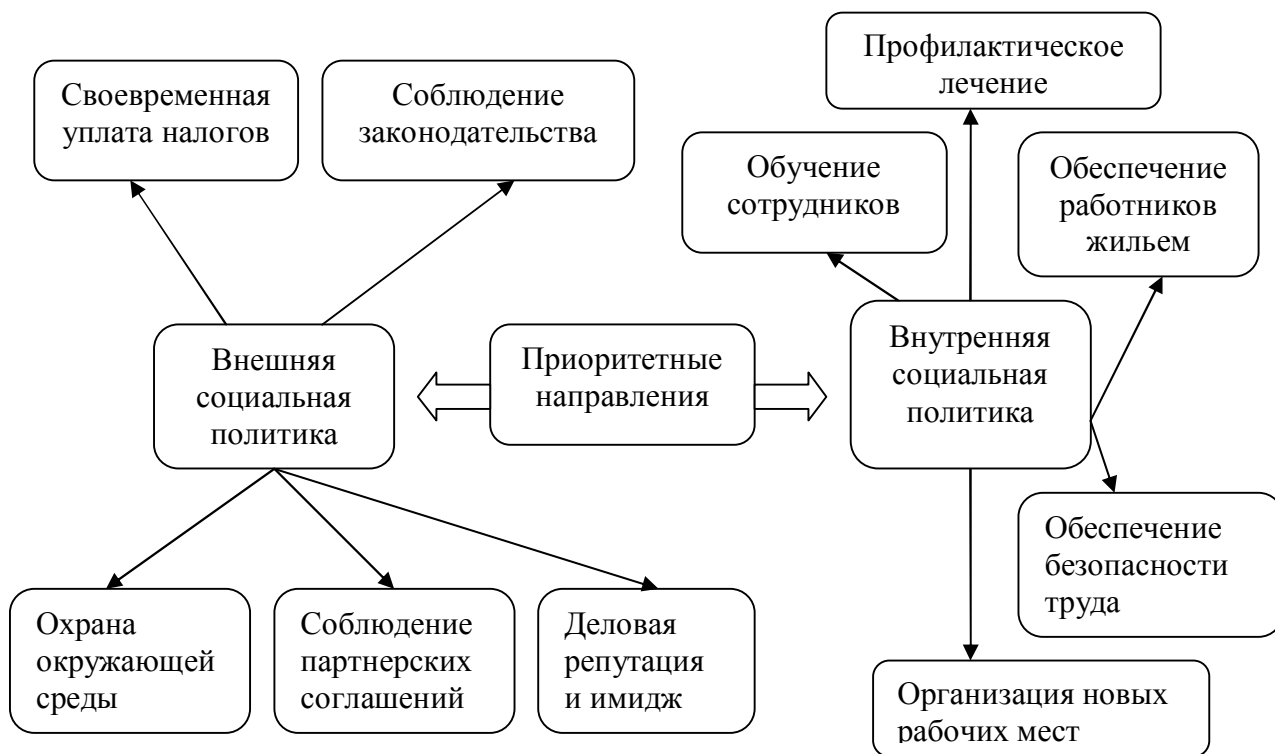 Профилактическое
лечение
Своевременная
уплата налогов
Соблюдение
законодательства
Обучение
сотрудников
Обеспечение
работников
жильем
Внешняя
социальная
политика
Приоритетные
направления
Внутренняя
социальная
политика
Обеспечение
безопасности
труда
Охрана
окружающей
среды
Соблюдение
партнерских
соглашений
Деловая
репутация
и имидж
Организация новых
рабочих мест